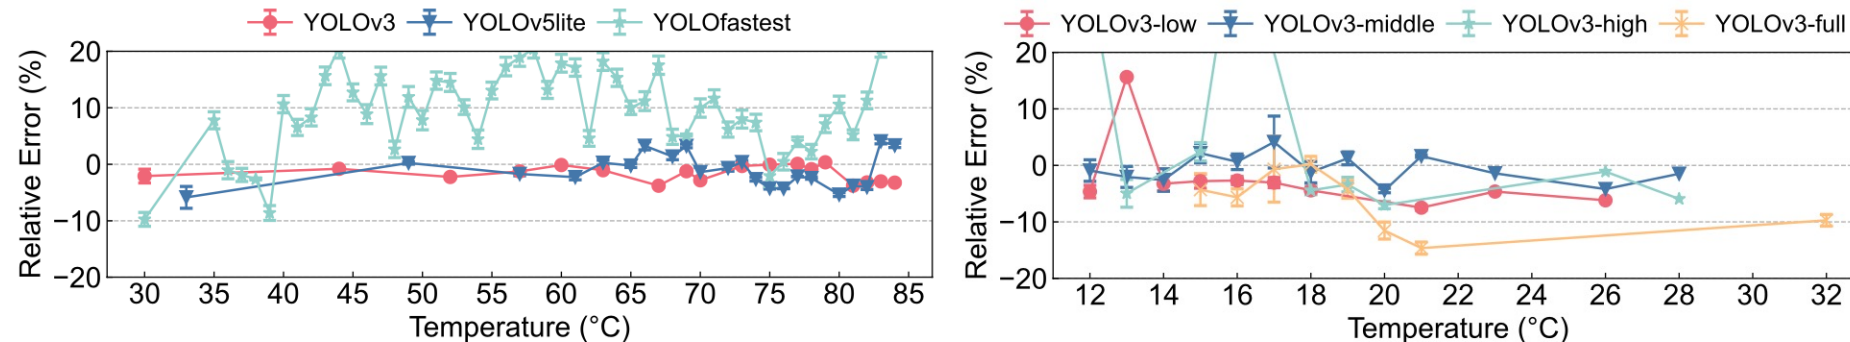 YOLOv3 YOLOv5lite YOLOfastest
Relative Error (%)
20
10
0
−10
−20
30 35 40 45 50 55 60 65 70 75 80 85
Temperature (°C)
YOLOv3-low YOLOv3-middle YOLOv3-high YOLOv3-full
Relative Error (%)
20
10
0
−10
−20
12 14 16 18 20 22 24 26 28 30 32
Temperature (°C)